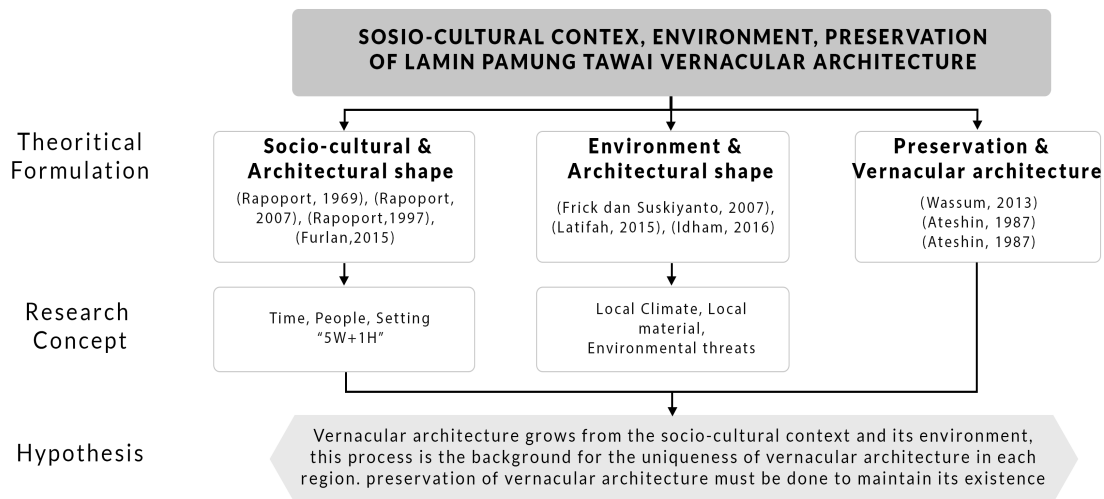 SOSIO-CULTURAL CONTEX, ENVIRONMENT, PRESERVATION
OF LAMIN PAMUNG TAWAI VERNACULAR ARCHITECTURE
Theoritical
Formulation
Socio-cultural &
Architectural shape
(Rapoport, 1969), (Rapoport,
2007), (Rapoport,1997),
(Furlan,2015)
Environment &
Architectural shape
(Frick dan Suskiyanto, 2007),
(Latifah, 2015), (Idham, 2016)
Preservation &
Vernacular architecture
(Wassum, 2013)
(Ateshin, 1987)
(Ateshin, 1987)
Research
Concept
Time, People, Setting
“5W+1H”
Local Climate, Local
material,
Environmental threats
Hypothesis
Vernacular architecture grows from the socio-cultural context and its environment,
this process is the background for the uniqueness of vernacular architecture in each
region. preservation of vernacular architecture must be done to maintain its existence